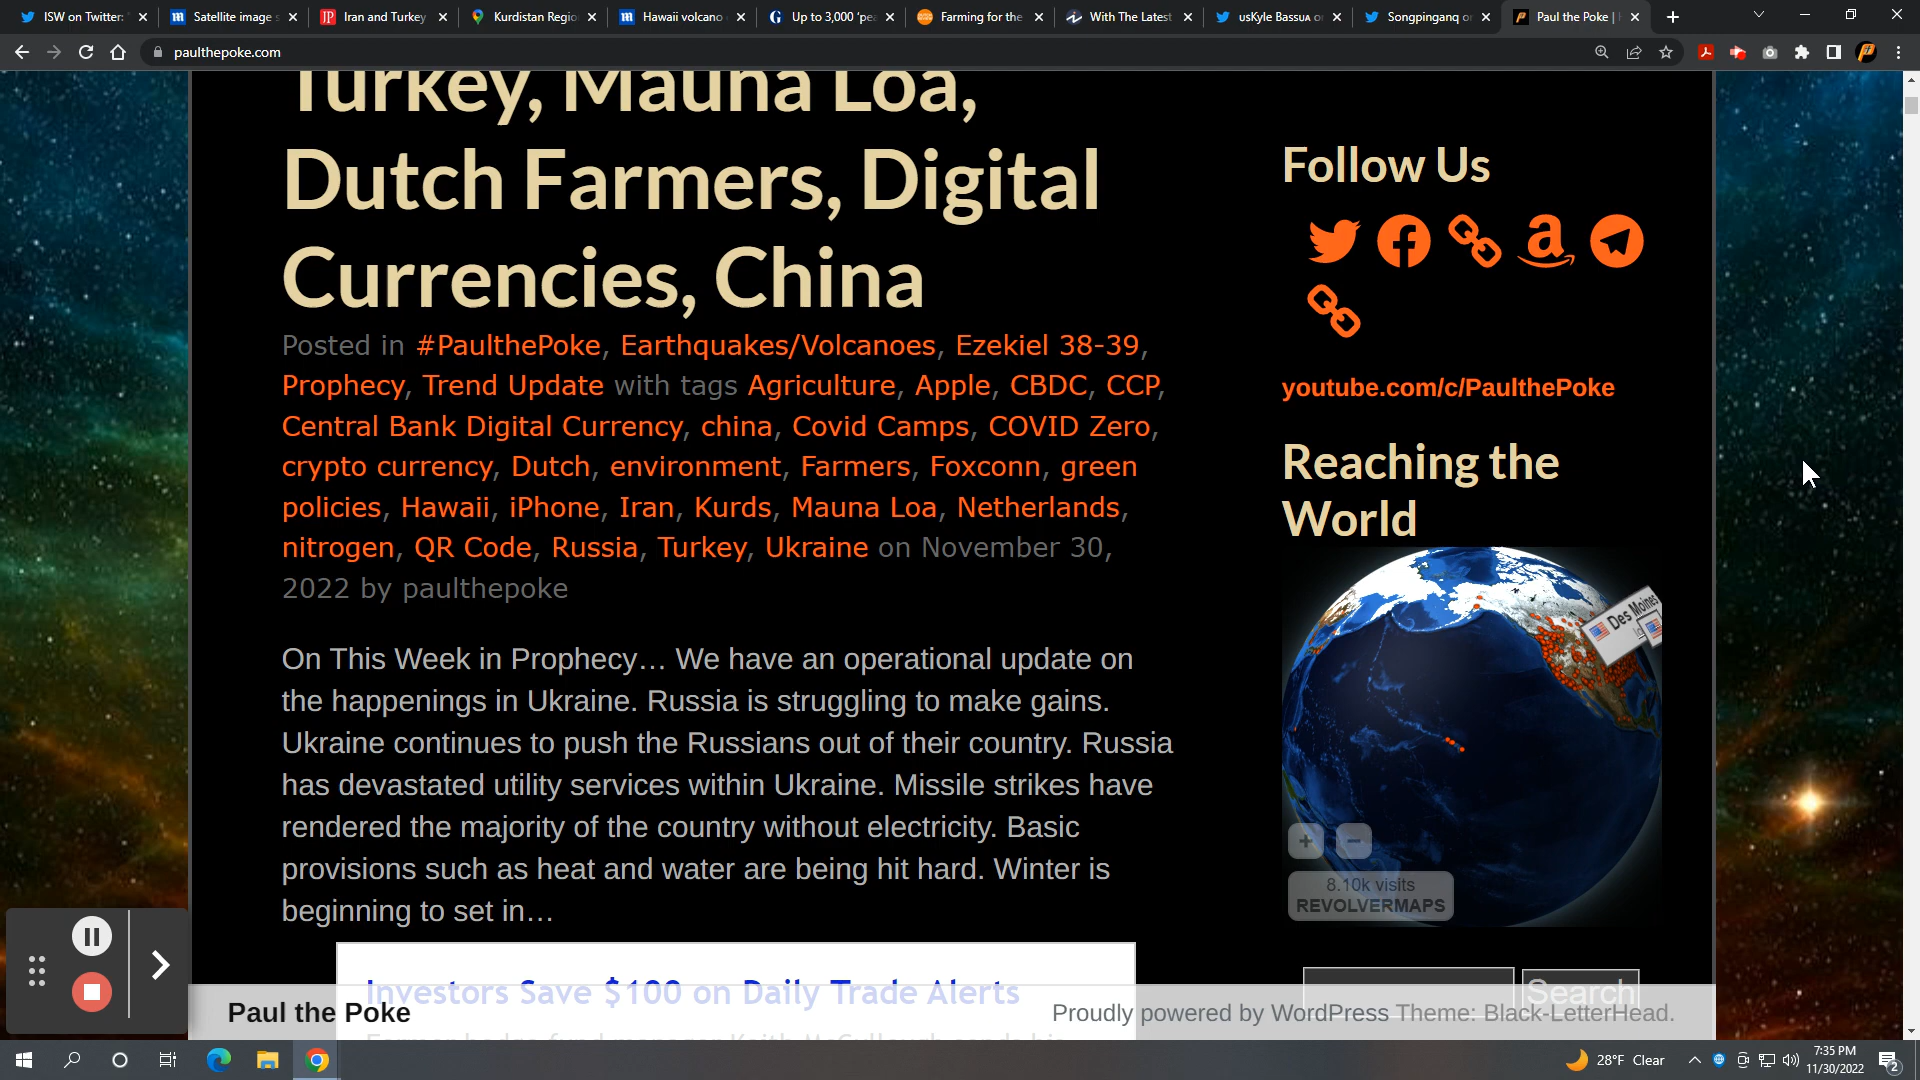 ISW on Twitter: "
Satellite image s
Iran and Turkey
Kurdistan Regio
Hawaii volcano
Up to 3,000 'pea
Farming for the
With The Latest
usKyle Bassuᴀ or
Songpinganq or
Paul the Poke |
paulthepoke.com
Turkey, Mauna Loa,
Dutch Farmers, Digital
Currencies, China
Posted in #PaulthePoke, Earthquakes/Volcanoes, Ezekiel 38-39,
Prophecy, Trend Update with tags Agriculture, Apple, CBDC, CCP,
Central Bank Digital Currency, china, Covid Camps, COVID Zero,
crypto currency, Dutch, environment, Farmers, Foxconn, green
policies, Hawaii, iPhone, Iran, Kurds, Mauna Loa, Netherlands,
nitrogen, QR Code, Russia, Turkey, Ukraine on November 30,
2022 by paulthepoke
On This Week in Prophecy… We have an operational update on
the happenings in Ukraine. Russia is struggling to make gains.
Ukraine continues to push the Russians out of their country. Russia
has devastated utility services within Ukraine. Missile strikes have
rendered the majority of the country without electricity. Basic
provisions such as heat and water are being hit hard. Winter is
beginning to set in…
Investors Save $100 on Daily Trade Alerts
Follow Us
youtube.com/c/PaulthePoke
Reaching the
World
Des Moines
8.10k visits
REVOLVERMAPS
Search
Paul the Poke
Proudly powered by WordPress Theme: Black-LetterHead.
28°F Clear
7:35 PM
11/30/2022
2